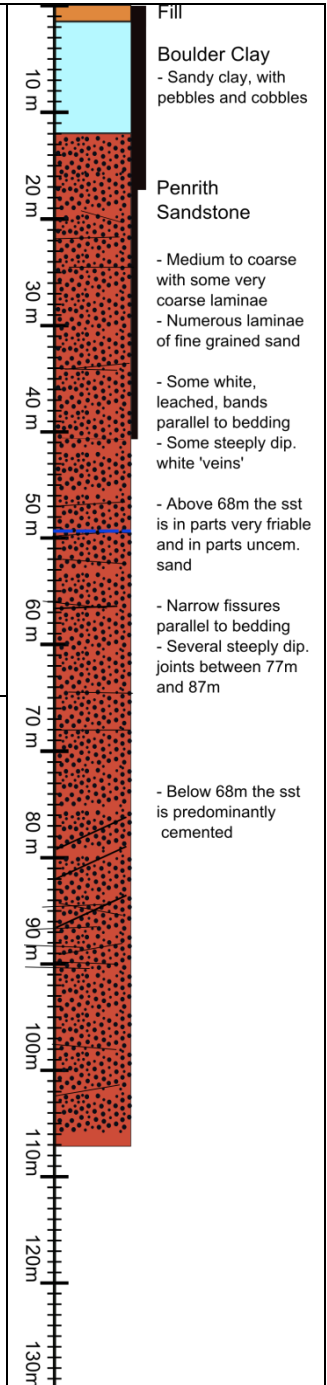 Fill
Boulder Clay
- Sandy clay, with
pebbles and cobbles
Penrith
Sandstone
- Medium to coarse
with some very
coarse laminae
- Numerous laminae
of fine grained sand
- Some white,
leached, bands
parallel to bedding
- Some steeply dip.
white 'veins'
- Above 68m the sst
is in parts very friable
and in parts uncem.
sand
- Narrow fissures
parallel to bedding
- Several steeply dip.
joints between 77m
and 87m
- Below 68m the sst
is predominantly
cemented
10 m
20 m
30 m
40 m
50 m
60 m
70 m
80 m
90 m
100m
110m
120m
130m